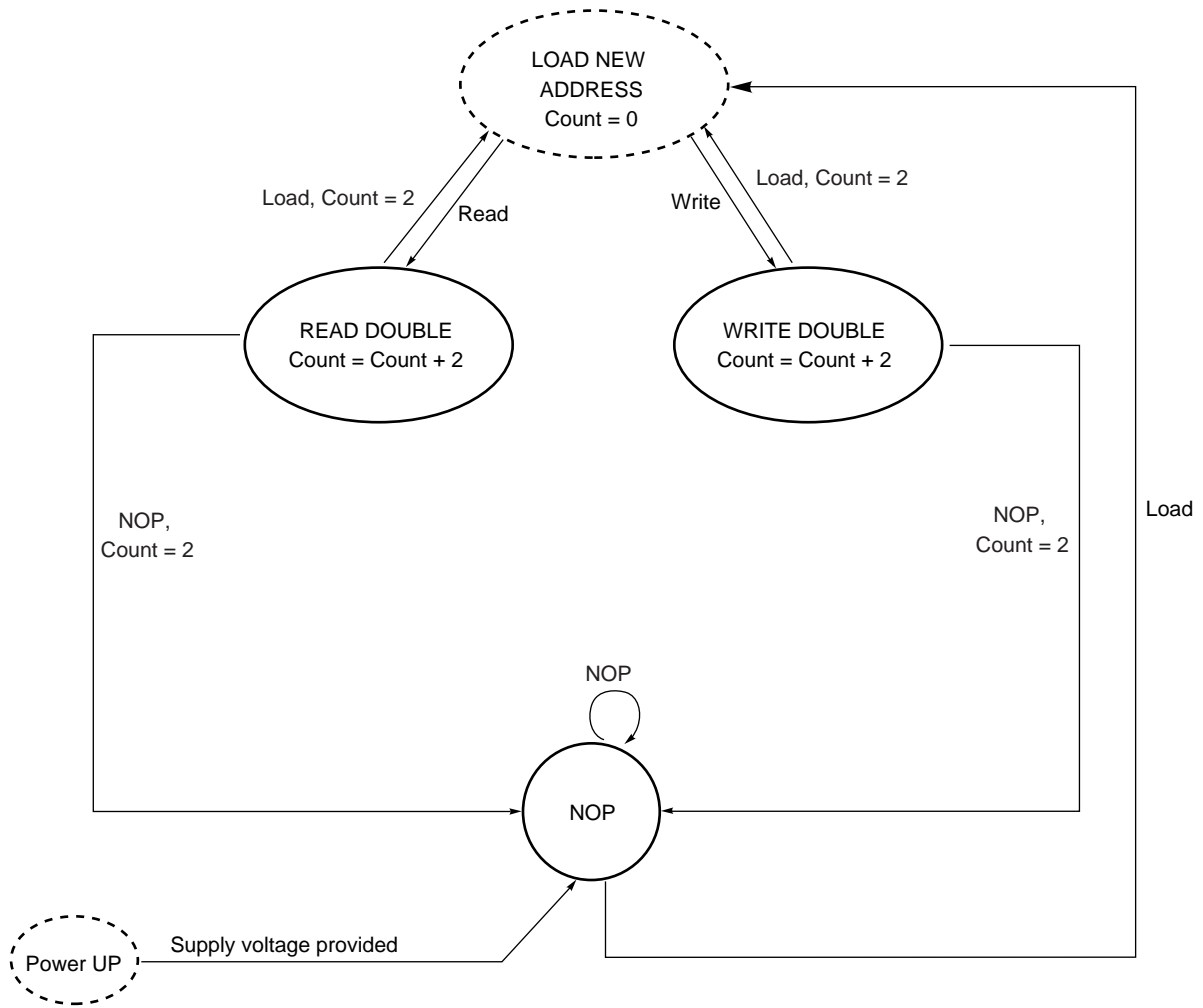 LOAD NEW
ADDRESS
Count = 0
Load, Count = 2
Read
Write
Load, Count = 2
READ DOUBLE
Count = Count + 2
WRITE DOUBLE
Count = Count + 2
NOP,
Count = 2
NOP,
Count = 2
Load
NOP
NOP
Supply voltage provided
Power UP